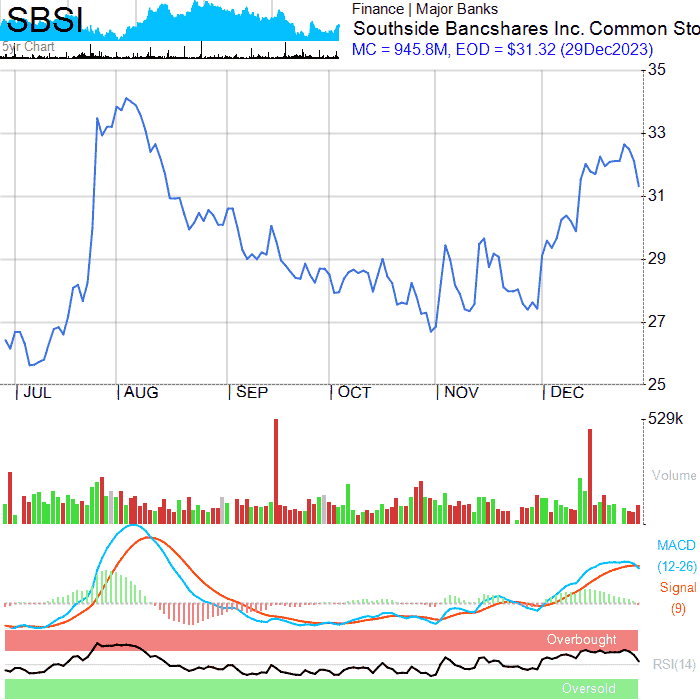 SBSI
5yr Chart
Finance | Major Banks
Southside Bancshares Inc. Common Sto
MC = 945.8M, EOD = $31.32 (29Dec2023)
35
33
31
29
27
25
JUL AUG SEP OCT NOV DEC
529k
Volume
MACD
(12-26)
Signal
(9)
Overbought
RSI(14)
Oversold